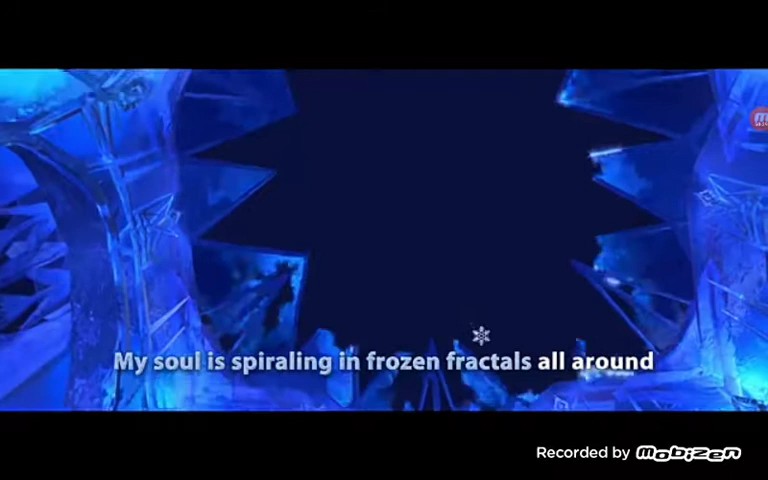 My soul is spiraling in frozen fractals all around
Recorded by mobizen